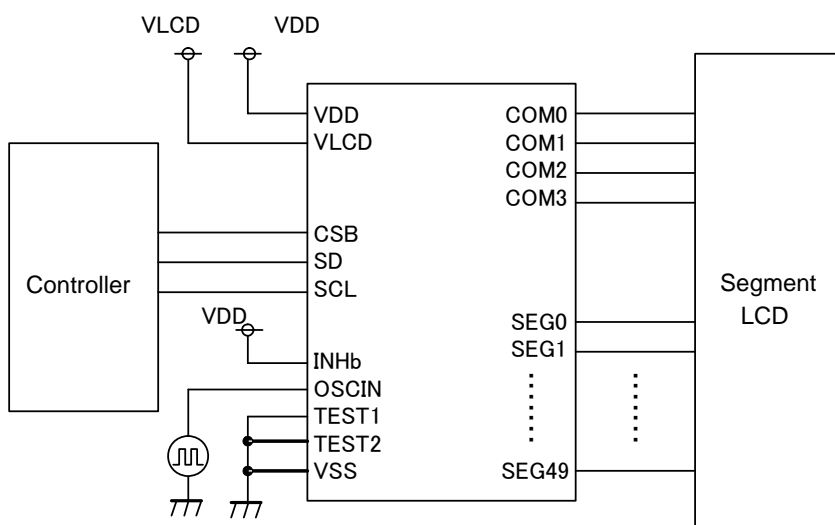 VLCD VDD
VDD
VLCD
CSB
SD
SCL
VDD
INHb
OSCIN
TEST1
TEST2
VSS
COM0
COM1
COM2
COM3
SEG0
SEG1
SEG49
Controller
Segment
LCD